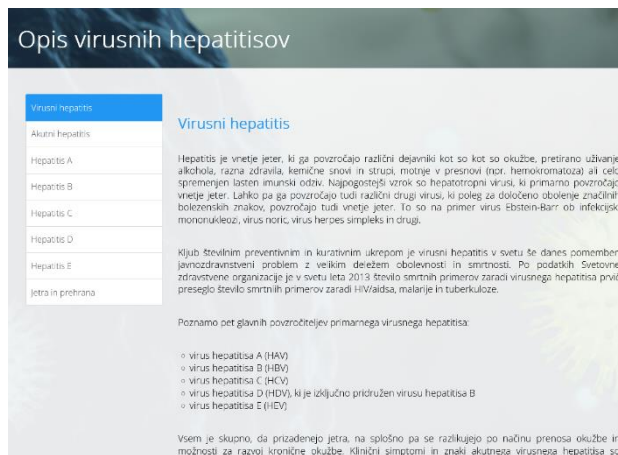 Opis virusnih hepatitisov
Virusni hepatitis
Akutni hepatitis
Hepatitis A
Hepatitis B
Hepatitis C
Hepatitis D
Hepatitis E
Jetra in prehrana
Virusni hepatitis
Hepatitis je vnetje jeter, ki ga povzročajo različni dejavniki kot so kot so okužbe, pretirano uživanje
alkohola, razna zdravila, kemične snovi in strupi, motnje v presnovi (npr. hemokromatoza) ali celo
spremenjen lasten imunski odziv. Najpogostejši vzrok so hepatotropni virusi, ki primarno povzročajo
vnetje jeter. Lahko pa ga povzročajo tudi različni drugi virusi, ki poleg za določeno obolenje značilnih
bolezenskih znakov, povzročajo tudi vnetje jeter. To so na primer virus Ebstein-Barr ob infekcijski
mononukleozi, virus noric, virus herpes simpleks in drugi.
Kljub številnim preventivnim in kurativnim ukrepom je virusni hepatitis v svetu še danes pomemben
javnozdravnstveni problem z velikim deležem obolevnosti in smrtnosti. Po podatkih Svetovne
zdravstvene organizacije je v svetu leta 2013 število smrtnih primerov zaradi virusnega hepatitisa prvič
preseglo število smrtniih primerov zaradi HIV/aidsa, malarije in tuberkuloze.
Poznamo pet glavnih povzročiteljev primarnega virusnega hepatitisa:
virus hepatitisa A (HAV)
virus hepatitisa B (HBV)
virus hepatitisa C (HCV)
virus hepatitisa D (HDV), ki je izključno pridružen virusu hepatitisa B
virus hepatitisa E (HEV)
Vsem je skupno, da prizadenejo jetra, na splošno pa se razlikujejo po načinu prenosa okužbe in
možnosti za razvoj kronične okužbe. Klinični simptomi in znaki akutnega virusnega hepatitisa so